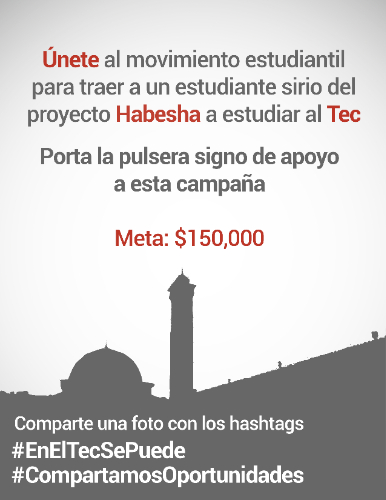 Únete al movimiento estudiantil
para traer a un estudiante sirio del
proyecto Habesha a estudiar al Tec
Porta la pulsera signo de apoyo
a esta campaña
Meta: $150,000
Comparte una foto con los hashtags
#EnElTecSePuede
#CompartamosOportunidades